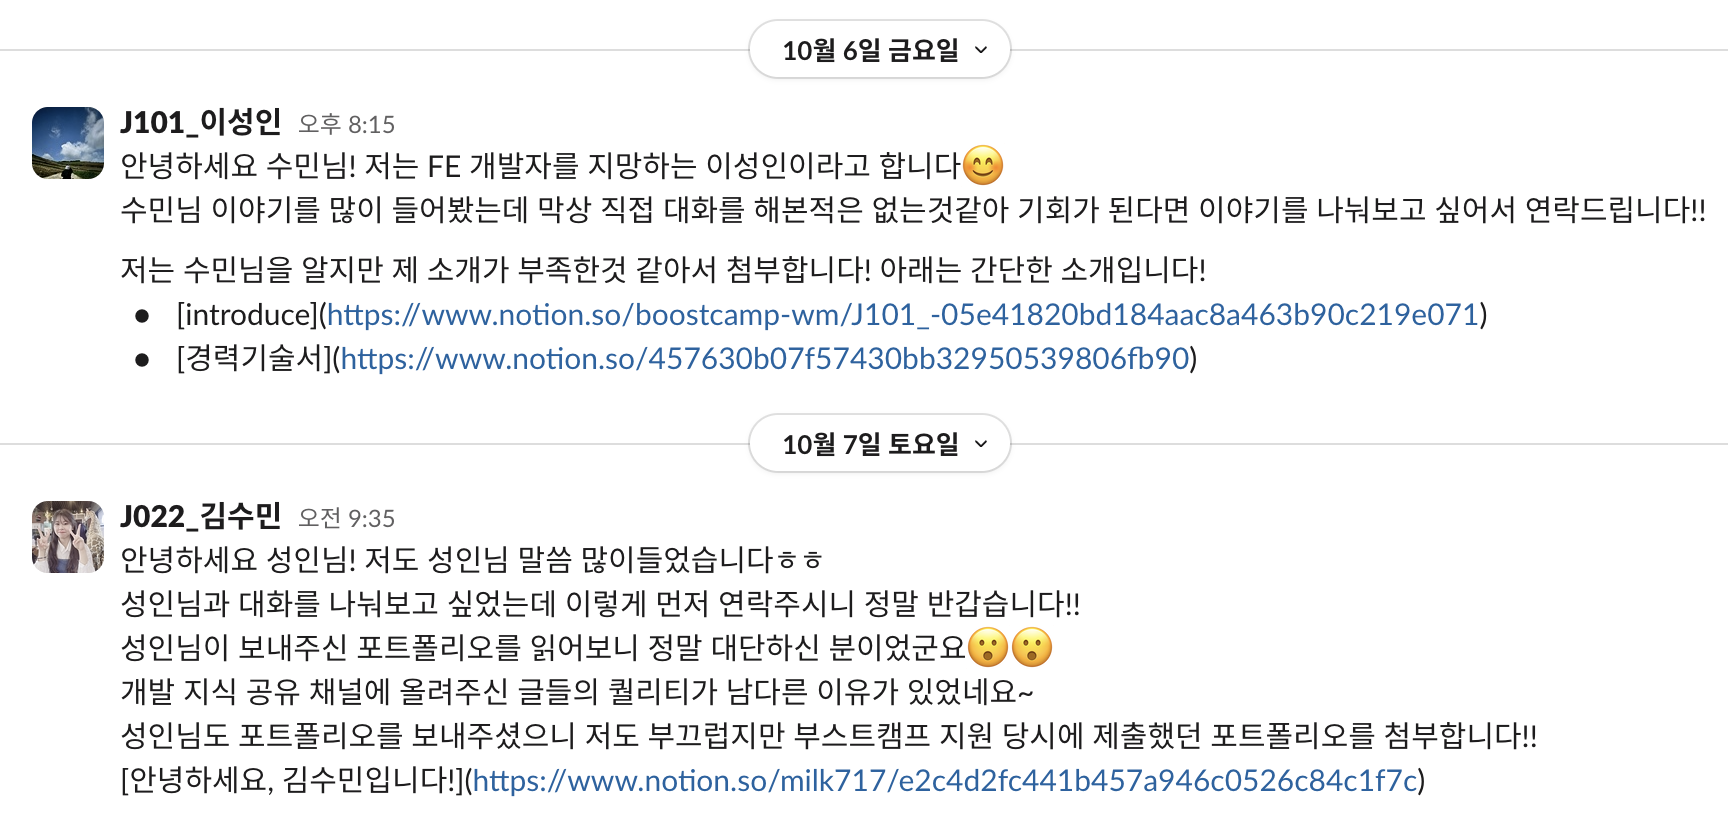 10월 6일 금요일
J101_이성인 오후 8:15
안녕하세요 수민님! 저는 FE 개발자를 지망하는 이성인이라고 합니다😊
수민님 이야기를 많이 들어봤는데 막상 직접 대화를 해본적은 없는것같아 기회가 된다면 이야기를 나눠보고 싶어서 연락드립니다!!
저는 수민님을 알지만 제 소개가 부족한것 같아서 첨부합니다! 아래는 간단한 소개입니다!
● [introduce](https://www.notion.so/boostcamp-wm/J101_-05e41820bd184aac8a463b90c219e071)
● [경력기술서](https://www.notion.so/457630b07f57430bb32950539806fb90)
10월 7일 토요일
J022_김수민 오전 9:35
안녕하세요 성인님! 저도 성인님 말씀 많이들었습니다ㅎㅎ
성인님과 대화를 나눠보고 싶었는데 이렇게 먼저 연락주시니 정말 반갑습니다!!
성인님이 보내주신 포트폴리오를 읽어보니 정말 대단하신 분이었군요😮😮
개발 지식 공유 채널에 올려주신 글들의 퀄리티가 남다른 이유가 있었네요~
성인님도 포트폴리오를 보내주셨으니 저도 부끄럽지만 부스트캠프 지원 당시에 제출했던 포트폴리오를 첨부합니다!!
[안녕하세요, 김수민입니다!](https://www.notion.so/milk717/e2c4d2fc441b457a946c0526c84c1f7c)